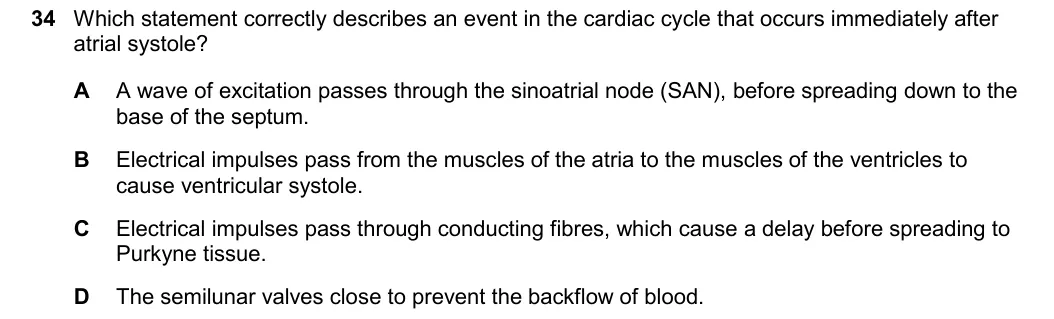 34 Which statement correctly describes an event in the cardiac cycle that occurs immediately after
atrial systole?
A A wave of excitation passes through the sinoatrial node (SAN), before spreading down to the
base of the septum.
B Electrical impulses pass from the muscles of the atria to the muscles of the ventricles to
cause ventricular systole.
C Electrical impulses pass through conducting fibres, which cause a delay before spreading to
Purkyne tissue.
D The semilunar valves close to prevent the backflow of blood.